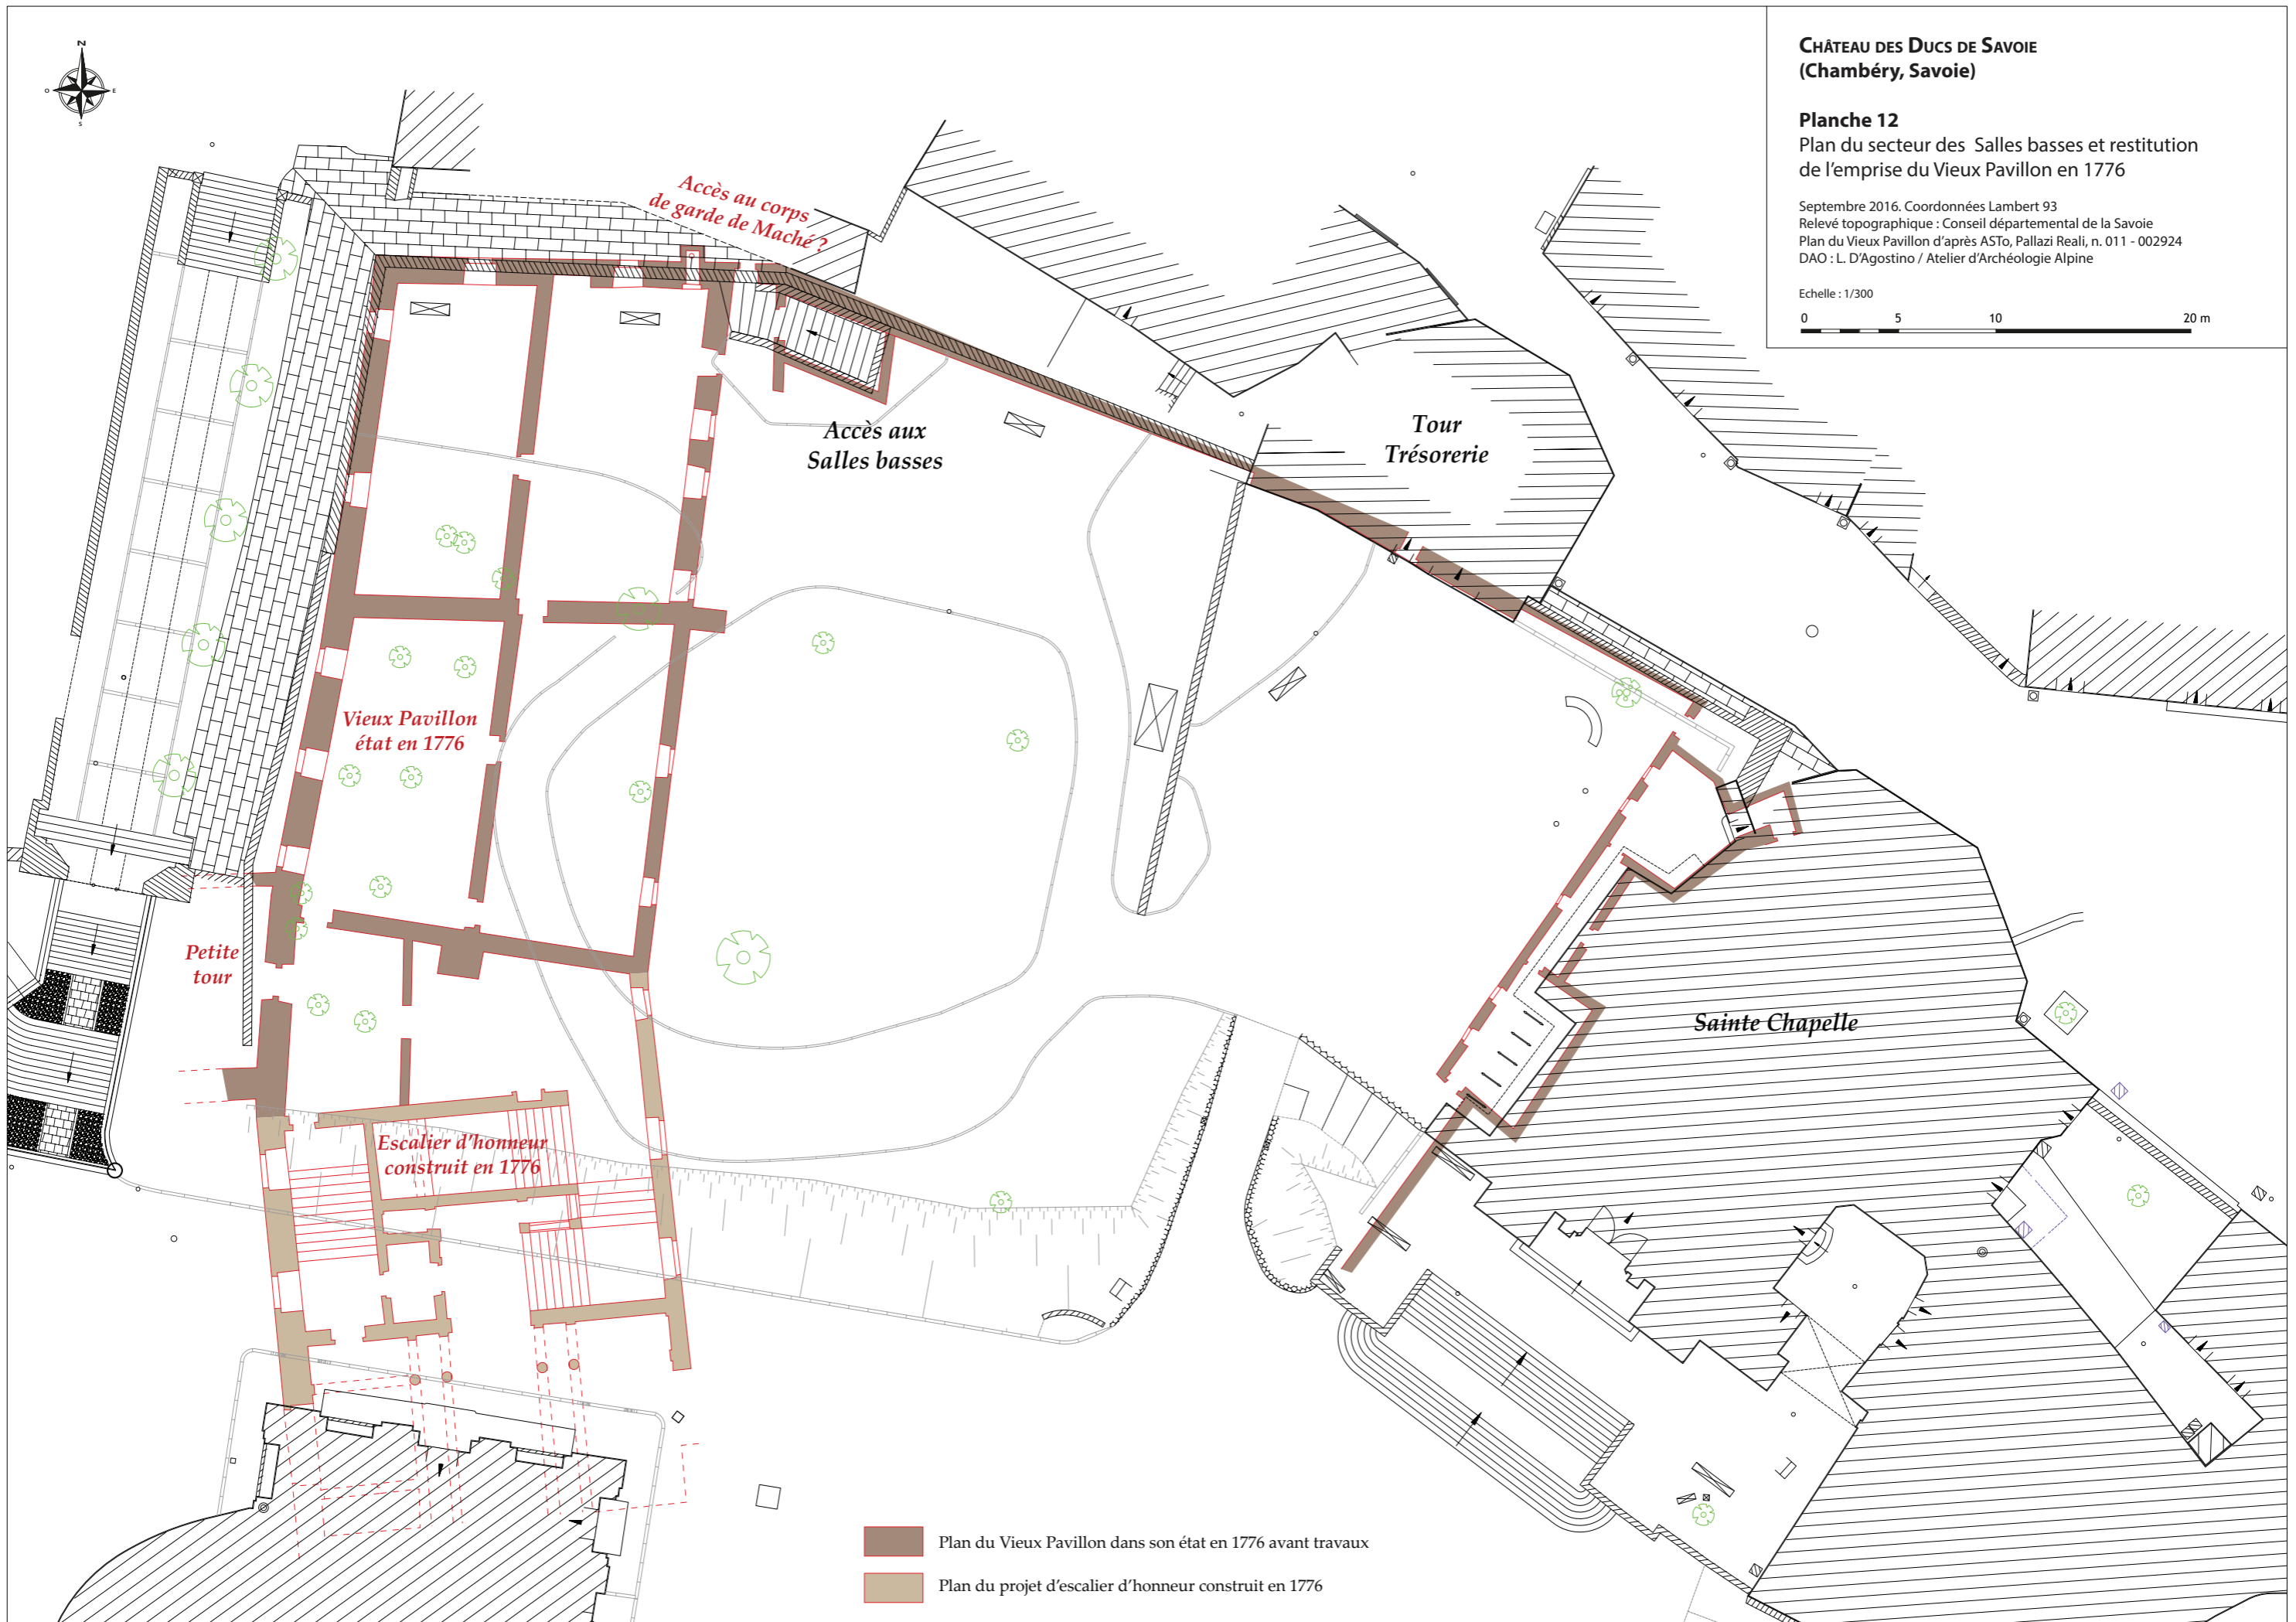 N
O
E
S
CHÂTEAU DES DUCS DE SAVOIE
(Chambéry, Savoie)
Planche 12
Plan du secteur des Salles basses et restitution
de l'emprise du Vieux Pavillon en 1776
Septembre 2016. Coordonnées Lambert 93
Relevé topographique : Conseil départemental de la Savoie
Plan du Vieux Pavillon d'après ASTo, Pallazi Reali, n. 011 - 002924
DAO : L. D'Agostino / Atelier d'Archéologie Alpine
Echelle : 1/300
0 5 10 20 m
Accès au corps
de garde de Maché ?
Accès aux
Salles basses
Tour
Trésorerie
Vieux Pavillon
état en 1776
Petite
tour
Sainte Chapelle
Escalier d'honneur
construit en 1776
Plan du Vieux Pavillon dans son état en 1776 avant travaux
Plan du projet d'escalier d'honneur construit en 1776